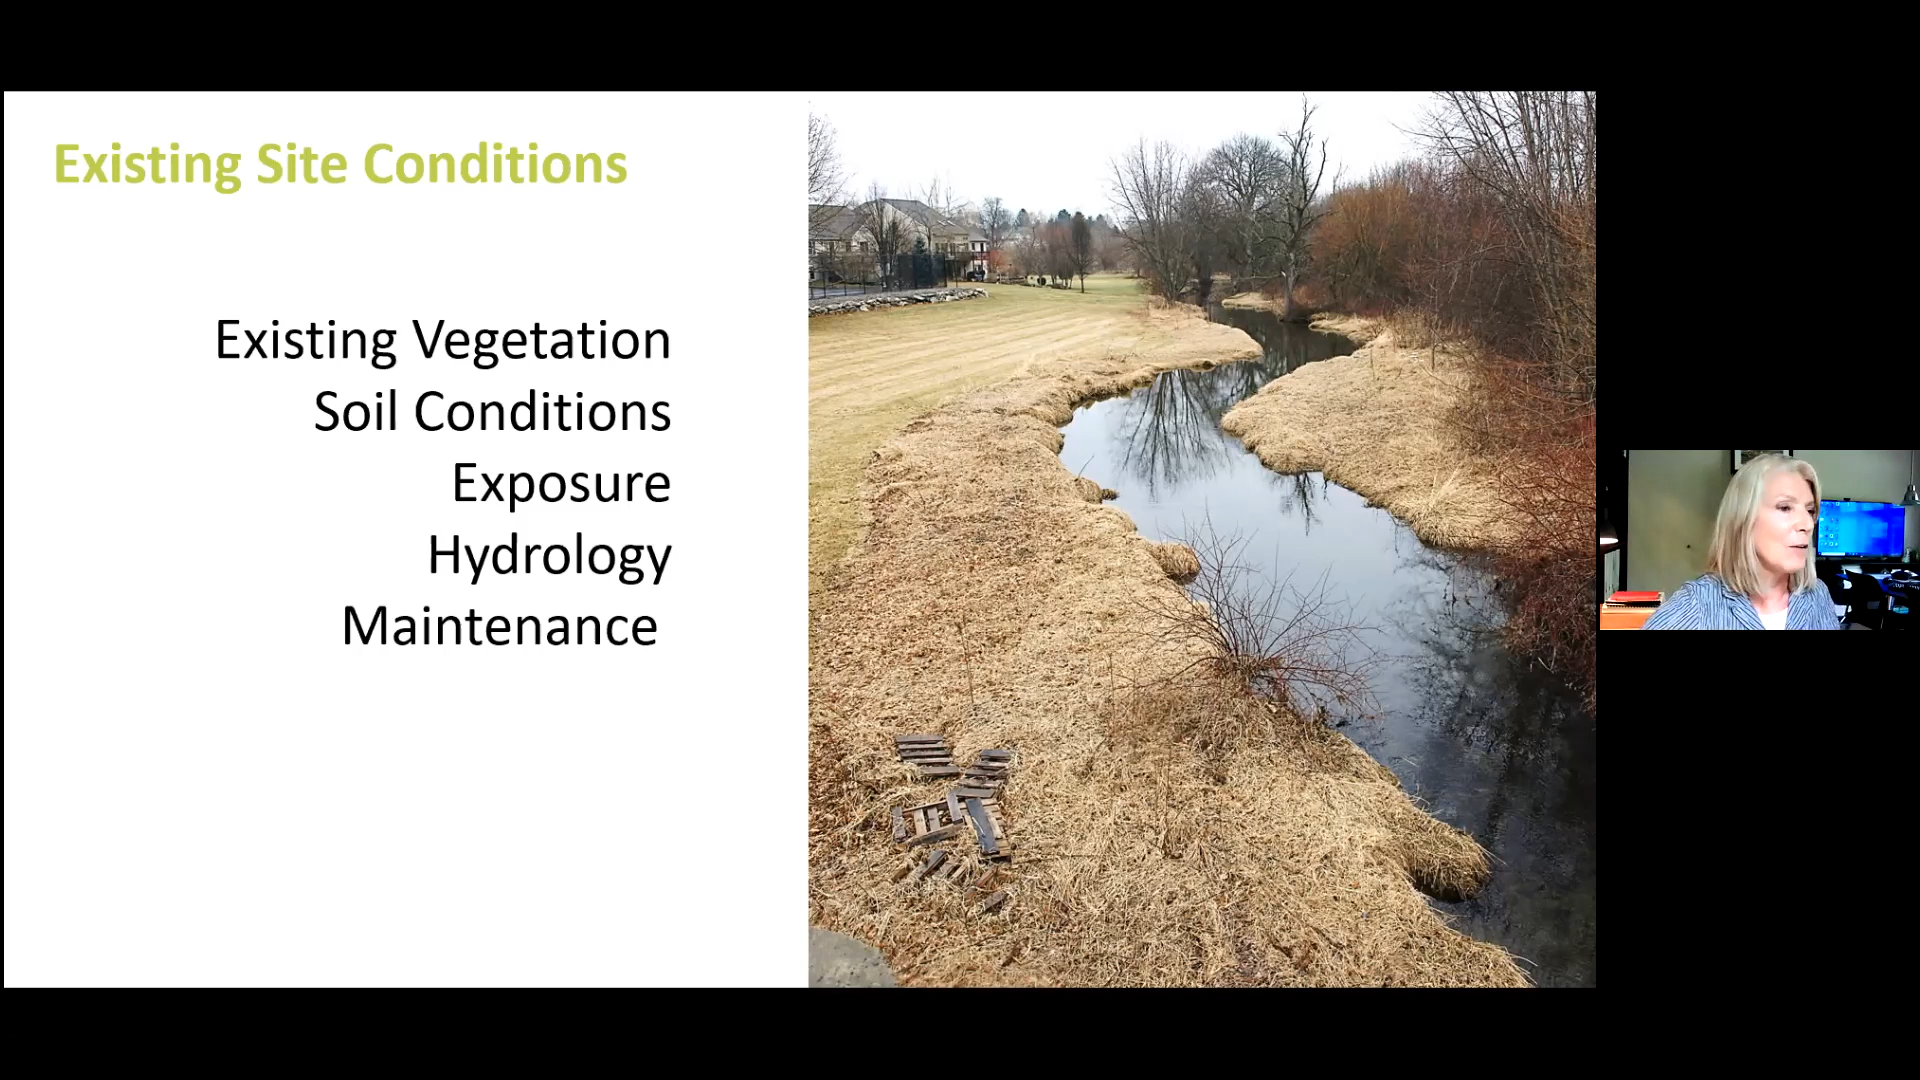 Existing Site Conditions
Existing Vegetation
Soil Conditions
Exposure
Hydrology
Maintenance